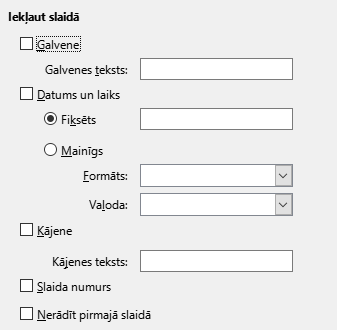 Iekļaut slaidā
Galvene
Galvenes teksts:
Datums un laiks
Fiksēts
Mainīgs
Formāts:
Vaļoda:
Kājene
Kājenes teksts:
Slaida numurs
Nerādīt pirmajā slaidā